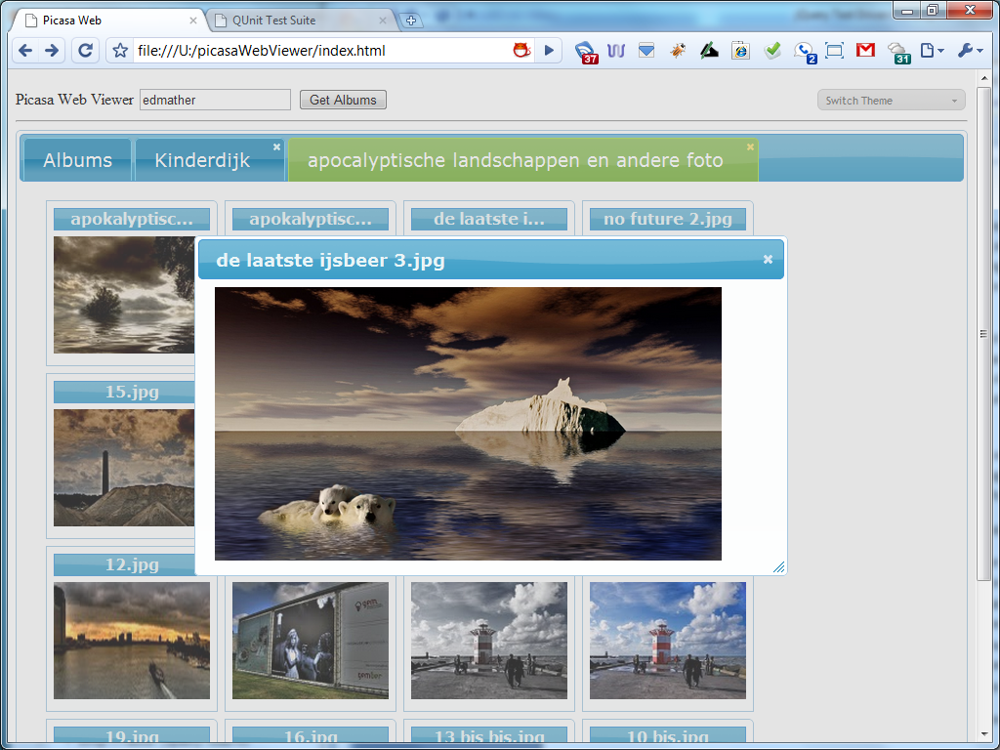 Picasa Web
QUnit Test Suite
file:///U:/picasaWebViewer/index.html
37
2
31
Picasa Web Viewer
edmather
Get Albums
Switch Theme
Albums
Kinderdijk
apocalyptische landschappen en andere foto
apokalyptisc...
apokalyptisc...
de laatste i...
no future 2.jpg
de laatste ijsbeer 3.jpg
15.jpg
12.jpg
gem
gember
19.jpg
16.jpg
13 bis bis.jpg
10 bis.jpg